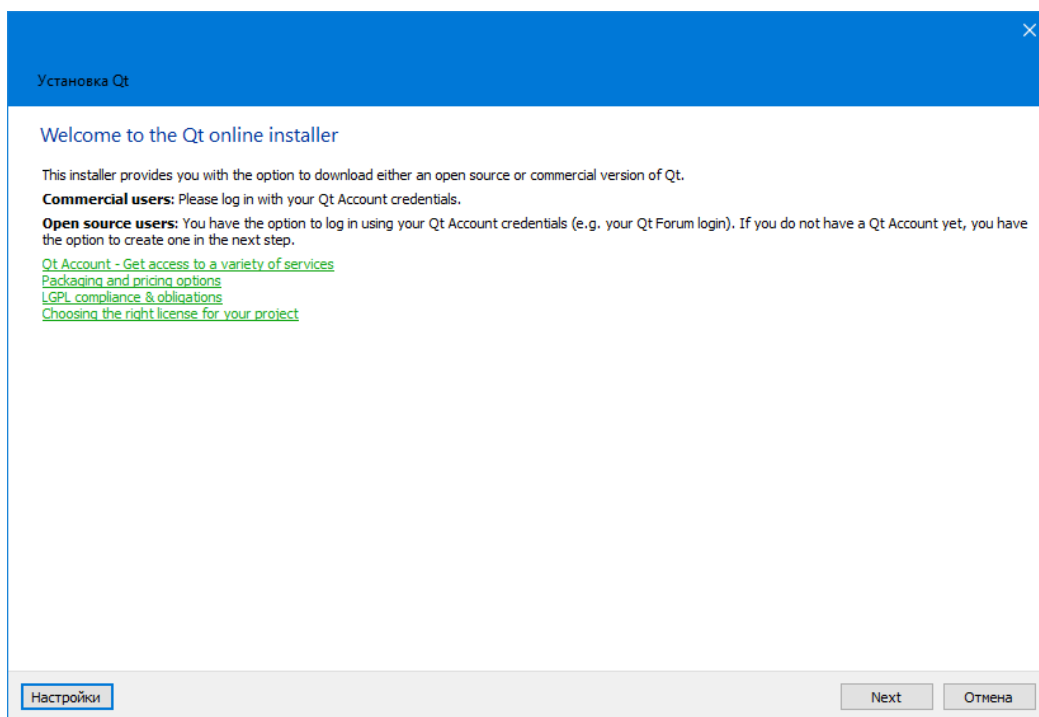 Установка Qt
Welcome to the Qt online installer
This installer provides you with the option to download either an open source or commercial version of Qt.
Commercial users: Please log in with your Qt Account credentials.
Open source users: You have the option to log in using your Qt Account credentials (e.g. your Qt Forum login). If you do not have a Qt Account yet, you have
the option to create one in the next step.
Qt Account - Get access to a variety of services
Packaging and pricing options
LGPL compliance & obligations
Choosing the right license for your project
Настройки Next Отмена